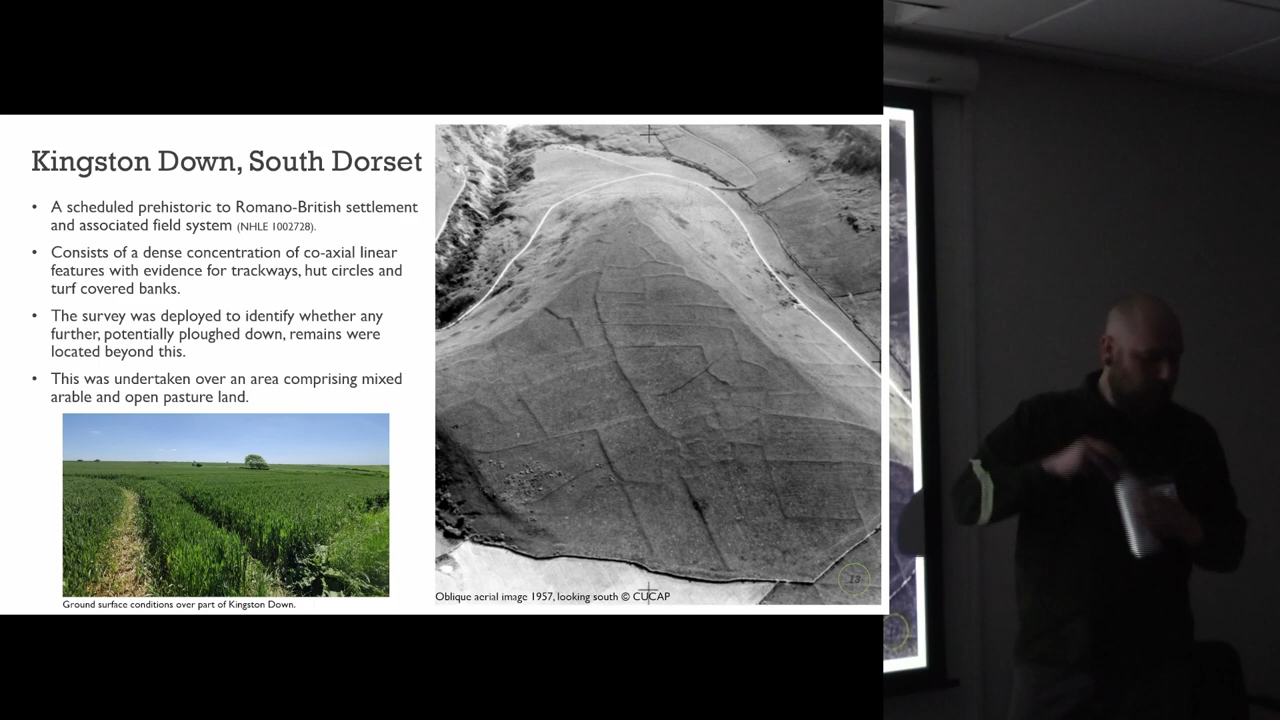 Kingston Down, South Dorset
• A scheduled prehistoric to Romano-British settlement
and associated field system (NHLE 1002728).
• Consists of a dense concentration of co-axial linear
features with evidence for trackways, hut circles and
turf covered banks.
• The survey was deployed to identify whether any
further, potentially ploughed down, remains were
located beyond this.
• This was undertaken over an area comprising mixed
arable and open pasture land.
Ground surface conditions over part of Kingston Down.
Oblique aerial image 1957, looking south © CUCAP
13